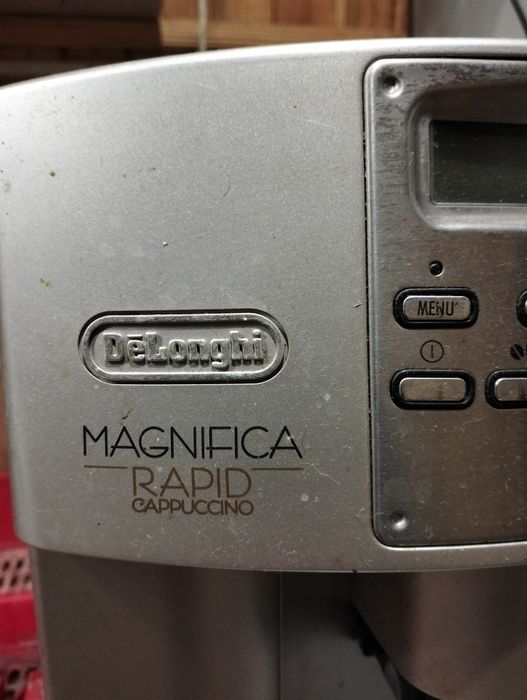 DeLonghi
MAGNIFICA
RAPID
CAPPUCCINO
MENU'